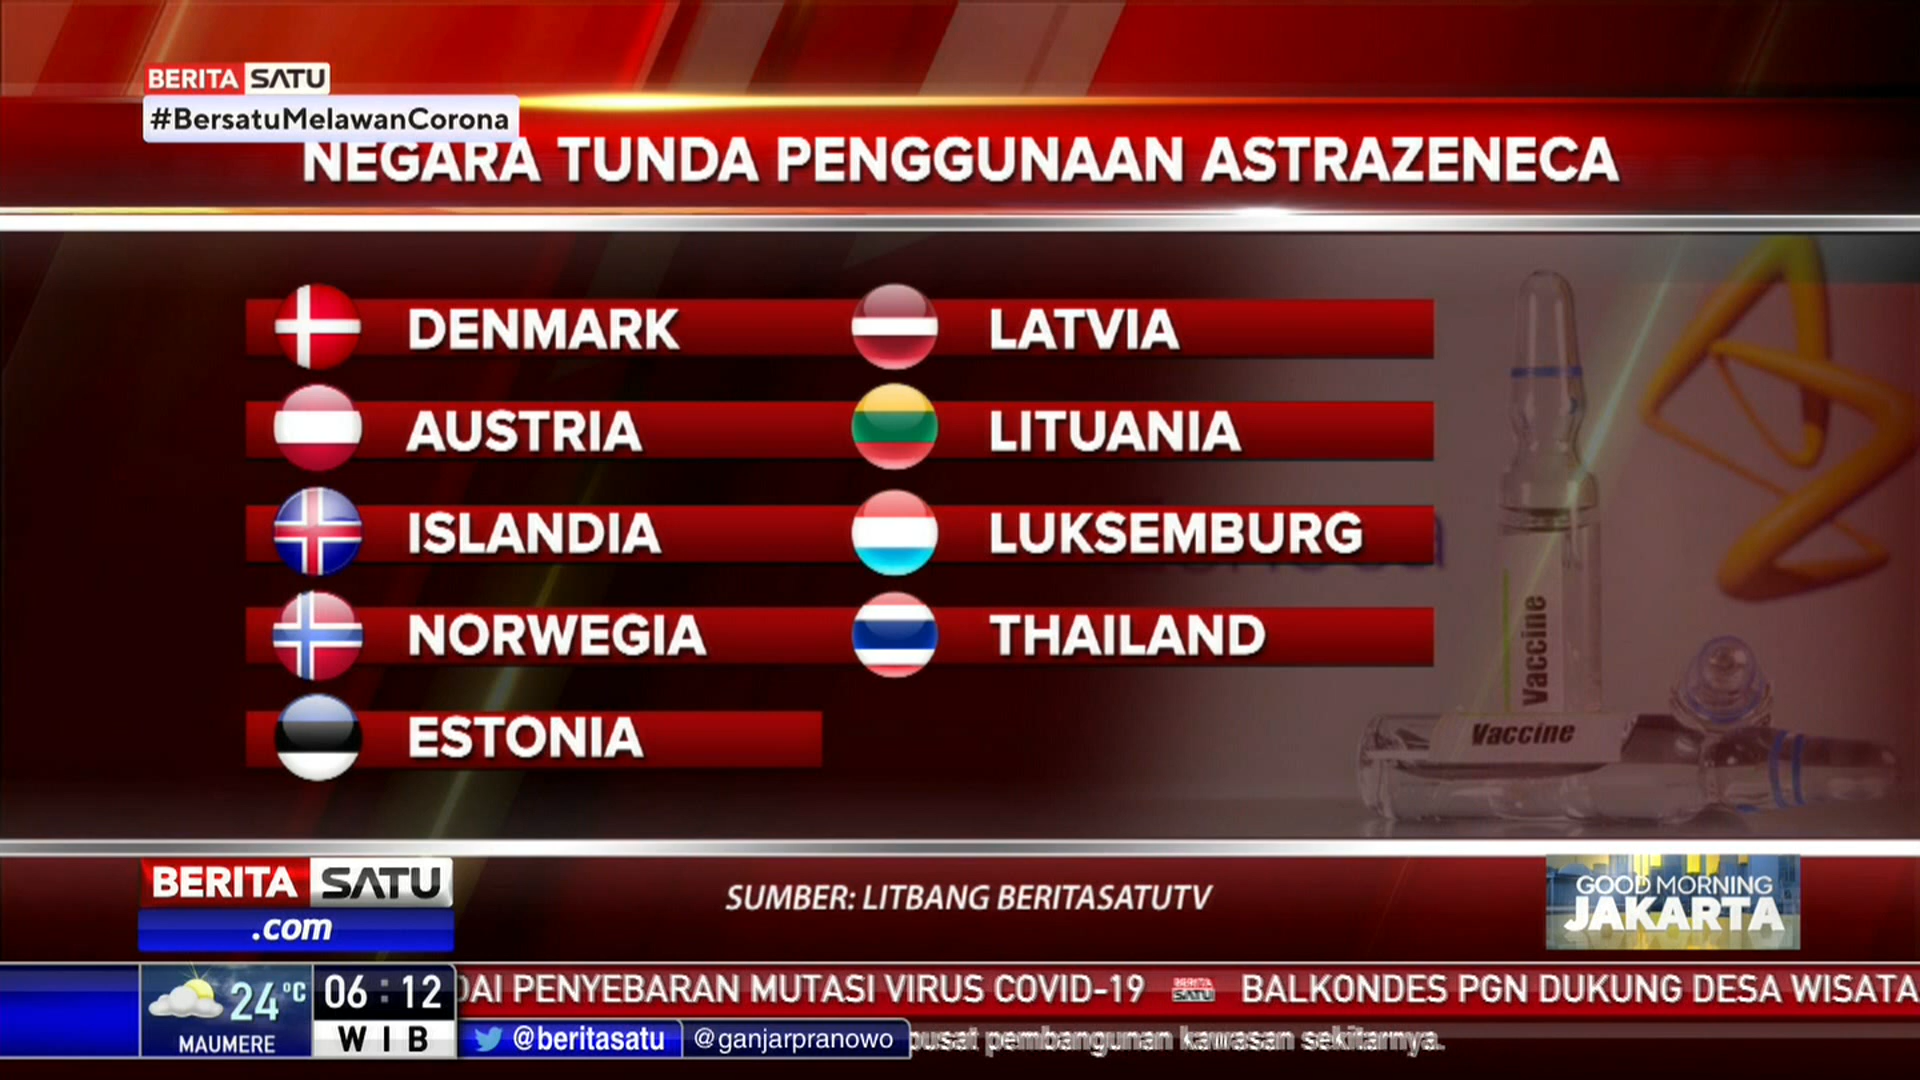 BERITA SATU
#BersatuMelawanCorona
NEGARA TUNDA PENGGUNAAN ASTRAZENECA
DENMARK
LATVIA
AUSTRIA
LITUANIA
ISLANDIA
LUKSEMBURG
NORWEGIA
THAILAND
ESTONIA
Vaccine
Vaccine
BERITA SATU
.com
SUMBER: LITBANG BERITASATUTV
GOOD MORNING
JAKARTA
24°C
MAUMERE
06:12
WIB
DAI PENYEBARAN MUTASI VIRUS COVID-19 BERITA SATU BALKONDES PGN DUKUNG DESA WISATA
@beritasatu @ganjarpranowo pusat pembangunan kawasan sekitarnya.